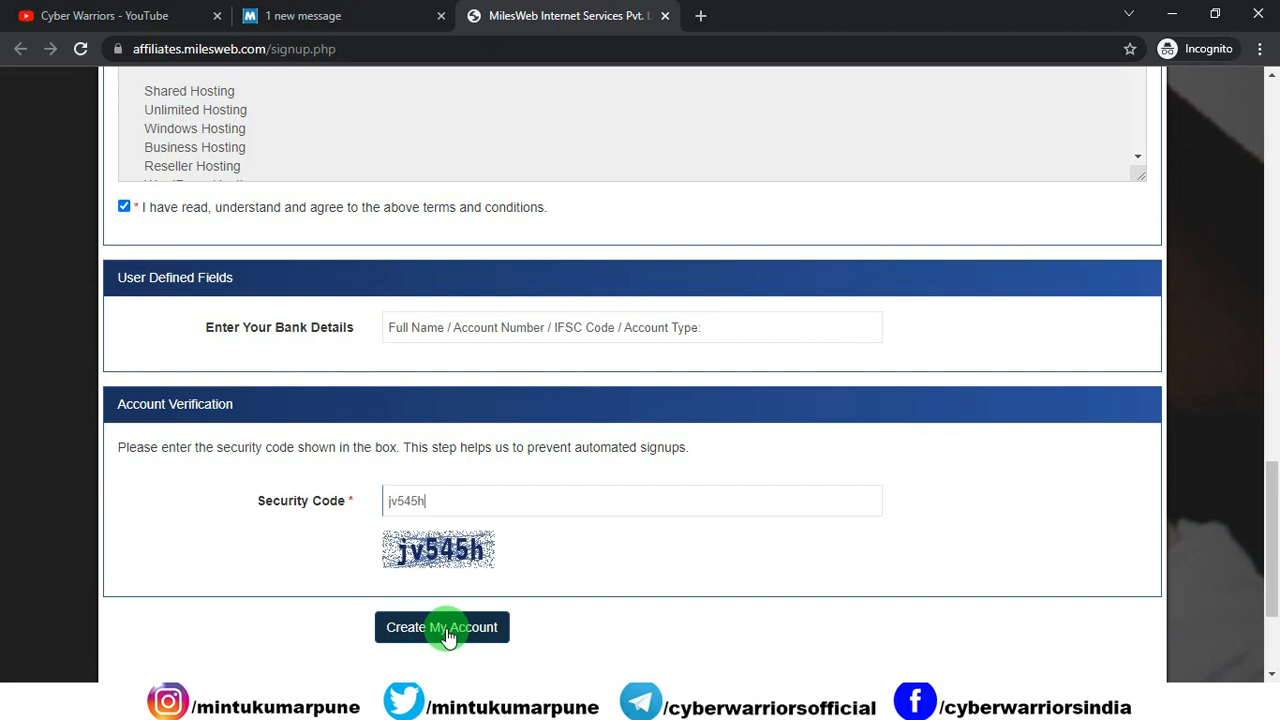 Cyber Warriors - YouTube
1 new message
MilesWeb Internet Services Pvt. L
affiliates.milesweb.com/signup.php
Incognito
Shared Hosting
Unlimited Hosting
Windows Hosting
Business Hosting
Reseller Hosting
* I have read, understand and agree to the above terms and conditions.
User Defined Fields
Enter Your Bank Details
Full Name / Account Number / IFSC Code / Account Type:
Account Verification
Please enter the security code shown in the box. This step helps us to prevent automated signups.
Security Code *
jv545h
jv545h
Create My Account
/mintukumarpune
/mintukumarpune
/cyberwarriorsofficial
/cyberwarriorsindia